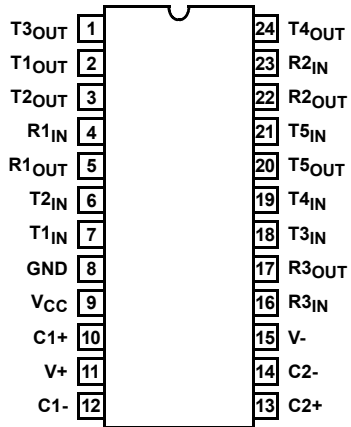 T3OUT 1 24 T4OUT
T1OUT 2 23 R2IN
T2OUT 3 22 R2OUT
R1IN 4 21 T5IN
R1OUT 5 20 T5OUT
T2IN 6 19 T4IN
T1IN 7 18 T3IN
GND 8 17 R3OUT
VCC 9 16 R3IN
C1+ 10 15 V-
V+ 11 14 C2-
C1- 12 13 C2+